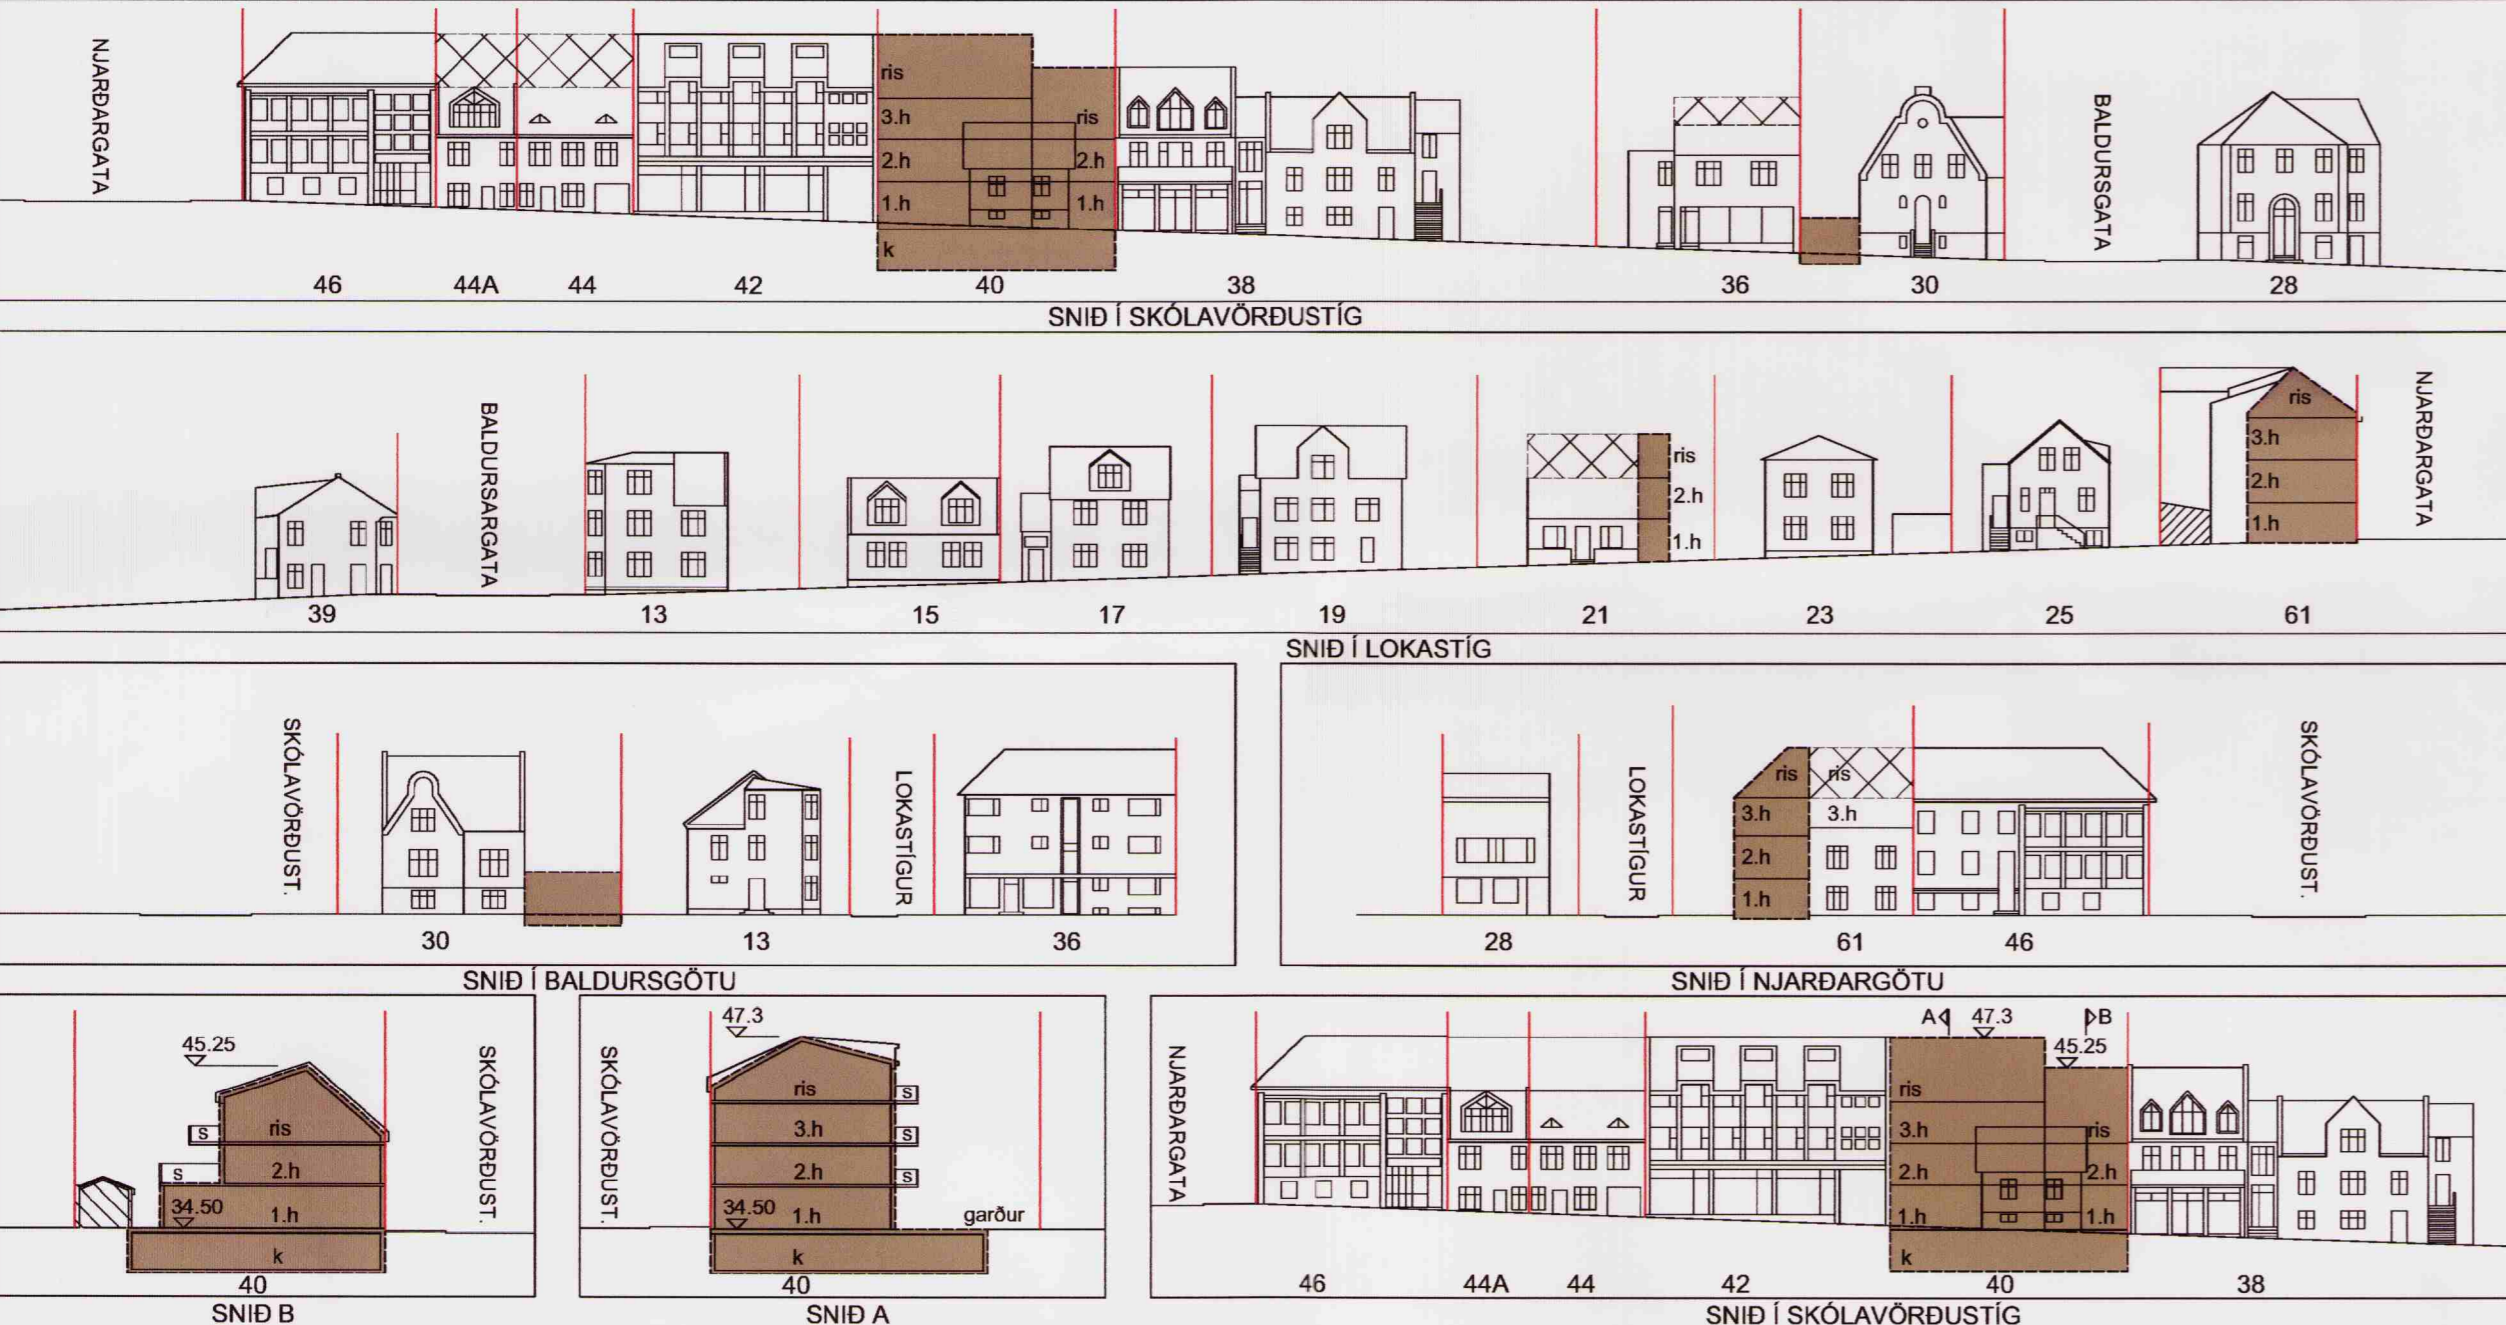 NJARÐARGATA
ris
3.h
ris
2.h
2.h
1.h
1.h
k
BALDURSGATA
46 44A 44 42 40 38 36 30 28
SNIÐ Í SKÓLAVÖRÐUSTÍG
BALDURSARGATA
ris
2.h
1.h
ris
3.h
2.h
1.h
NJARÐARGATA
39 13 15 17 19 21 23 25 61
SNIÐ Í LOKASTÍG
SKÓLAVÖRÐUST.
LOKASTÍGUR
30 13 36
SNIÐ Í BALDURSGÖTU
LOKASTÍGUR
ris ris
3.h 3.h
2.h
1.h
SKÓLAVÖRÐUST.
28 61 46
SNIÐ Í NJARÐARGÖTU
45.25
ris
s
2.h
s
34.50
1.h
k
SKÓLAVÖRÐUST.
40
SNIÐ B
SKÓLAVÖRÐUST.
47.3
ris
s
3.h
s
2.h
s
34.50 1.h
garður
k
40
SNIÐ A
NJARÐARGATA
A 47.3 B
45.25
ris
3.h
ris
2.h
2.h
1.h
1.h
k
46 44A 44 42 40 38
SNIÐ Í SKÓLAVÖRÐUSTÍG